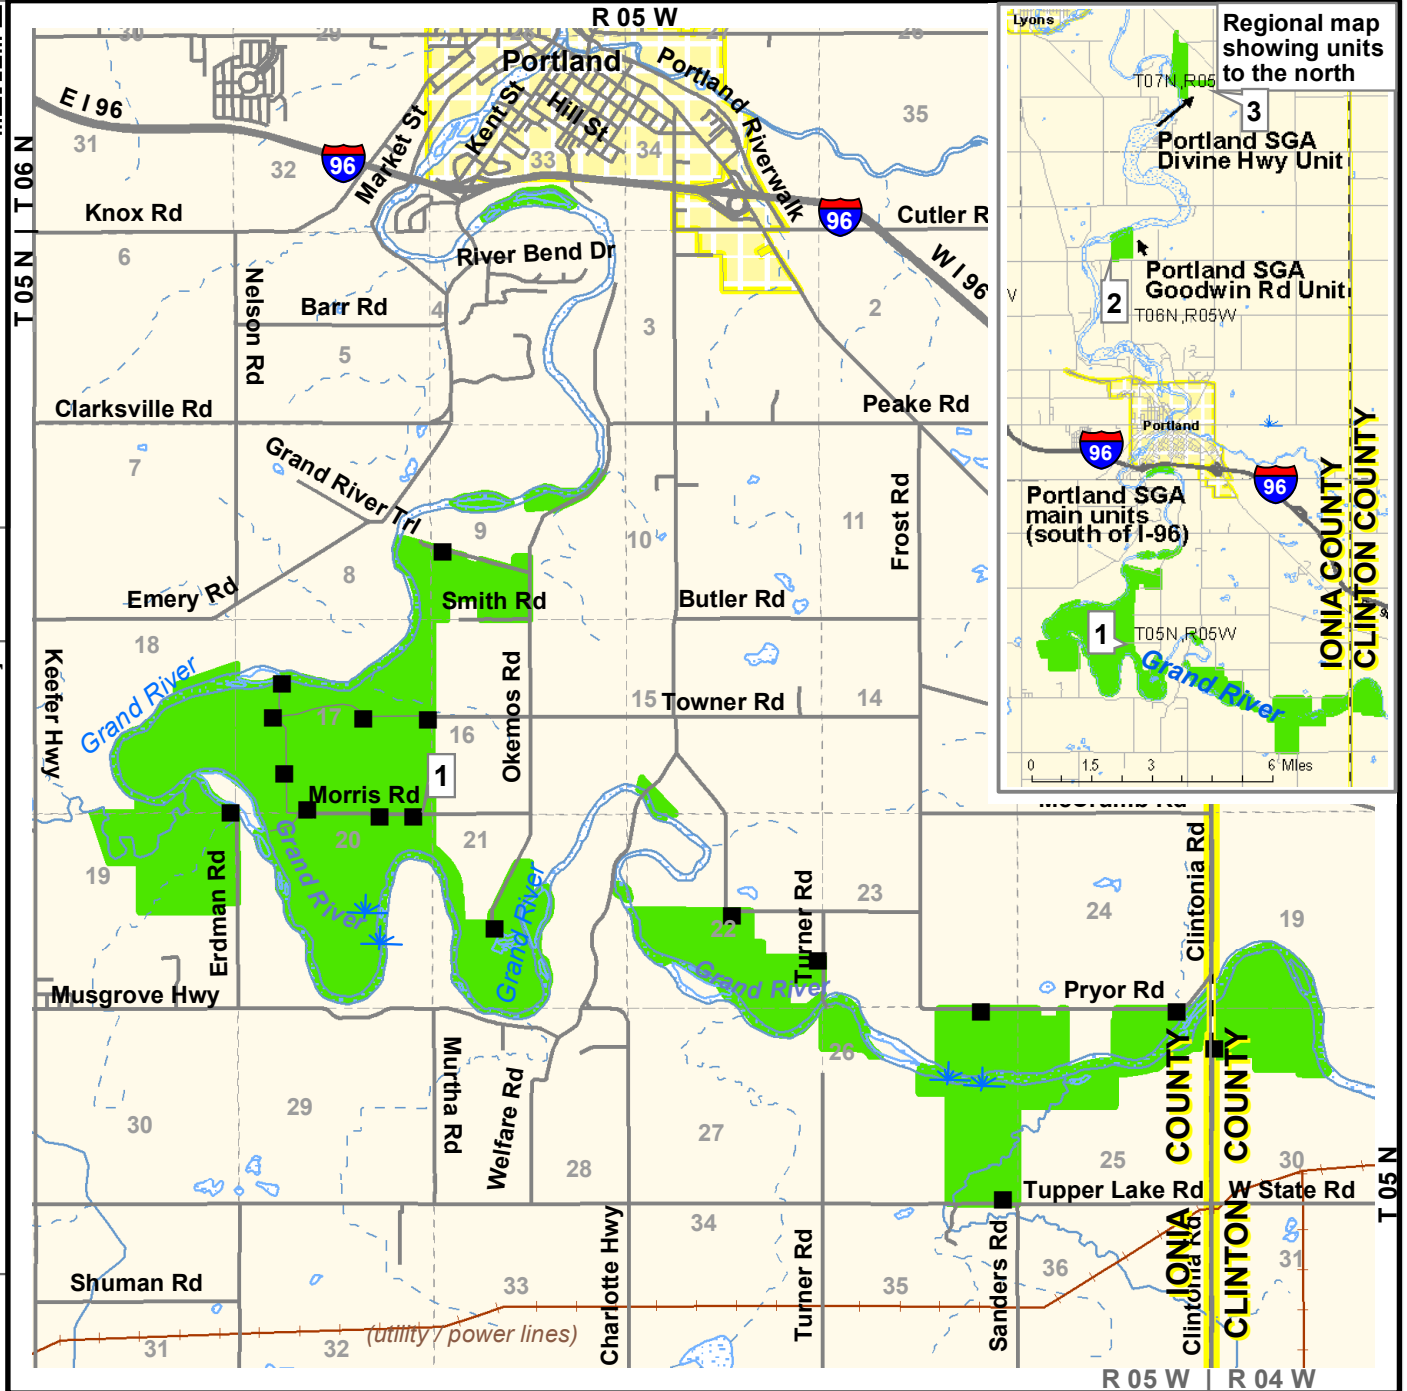 R 05 W
30
29
26
Portland
Portland Riverwalk
Kent St
Hill St
Market St
35
E I 96
31
32
96
33
34
T 05 N | T 06 N
Knox Rd
96
Cutler R
6
River Bend Dr
W I 96
Nelson Rd
Barr Rd
4
3
2
5
Clarksville Rd
Peake Rd
7
Grand River Trl
Frost Rd
9
10
11
8
Emery Rd
Smith Rd
Butler Rd
18
Keefer Hwy
Grand River
Okemos Rd
17
16
15
Towner Rd
14
1
Morris Rd
McCrumb Rd
20
21
Grand River
Grand River
19
Erdman Rd
Clintonia Rd
23
24
19
22
Turner Rd
Grand River
Musgrove Hwy
Pryor Rd
26
Murtha Rd
Welfare Rd
IONIA COUNTY
CLINTON COUNTY
30
29
28
27
25
30
Tupper Lake Rd
W State Rd
T 05 N
34
Charlotte Hwy
Turner Rd
Sanders Rd
Clintonia Rd
36
31
Shuman Rd
33
35
(utility / power lines)
31
32
R 05 W | R 04 W
Regional map
showing units
to the north
Lyons
T07N,R05
3
Portland SGA
Divine Hwy Unit
Portland SGA
Goodwin Rd Unit
2
T06N,R05W
Portland
96
96
Portland SGA
main units
(south of I-96)
IONIA COUNTY
CLINTON COUNTY
1
T05N,R05W
Grand River
0 1.5 3 6 Miles